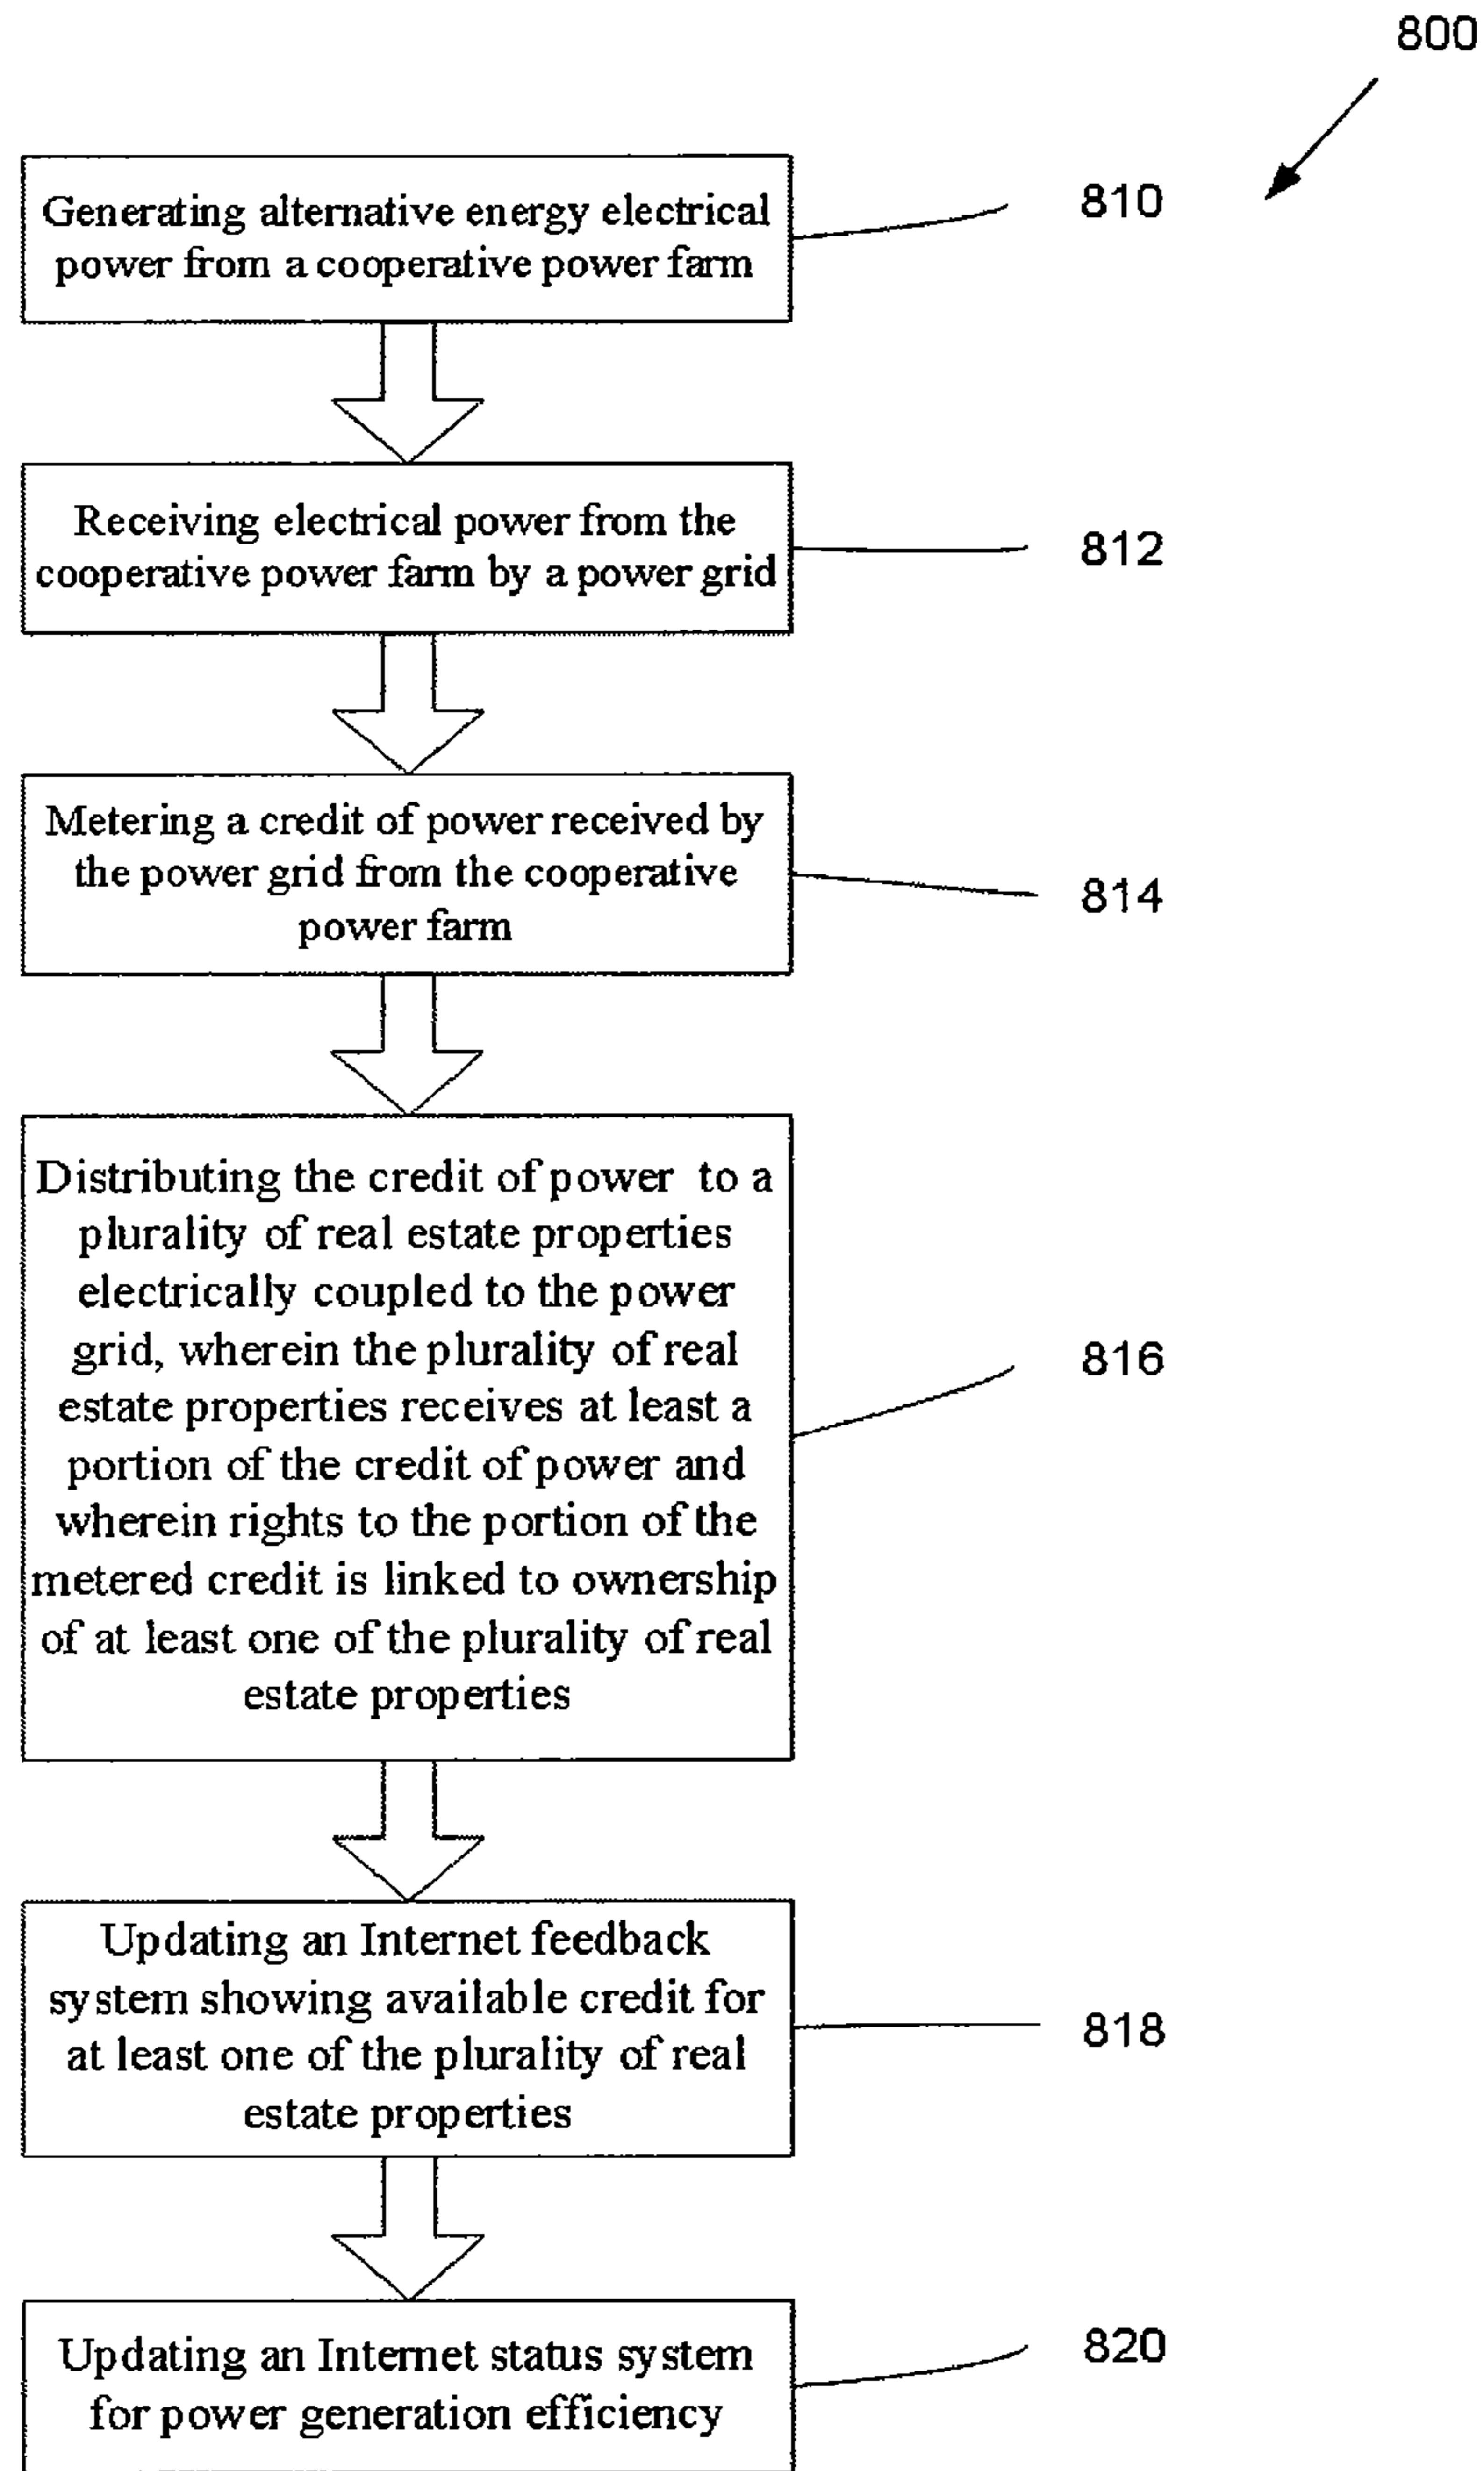 800
Generating alternative energy electrical
power from a cooperative power farm
810
Receiving electrical power from the
cooperative power farm by a power grid
812
Metering a credit of power received by
the power grid from the cooperative
power farm
814
Distributing the credit of power to a
plurality of real estate properties
electrically coupled to the power
grid, wherein the plurality of real
estate properties receives at least a
portion of the credit of power and
wherein rights to the portion of the
metered credit is linked to ownership
of at least one of the plurality of real
estate properties
816
Updating an Internet feedback
system showing available credit for
at least one of the plurality of real
estate properties
818
Updating an Internet status system
for power generation efficiency
820